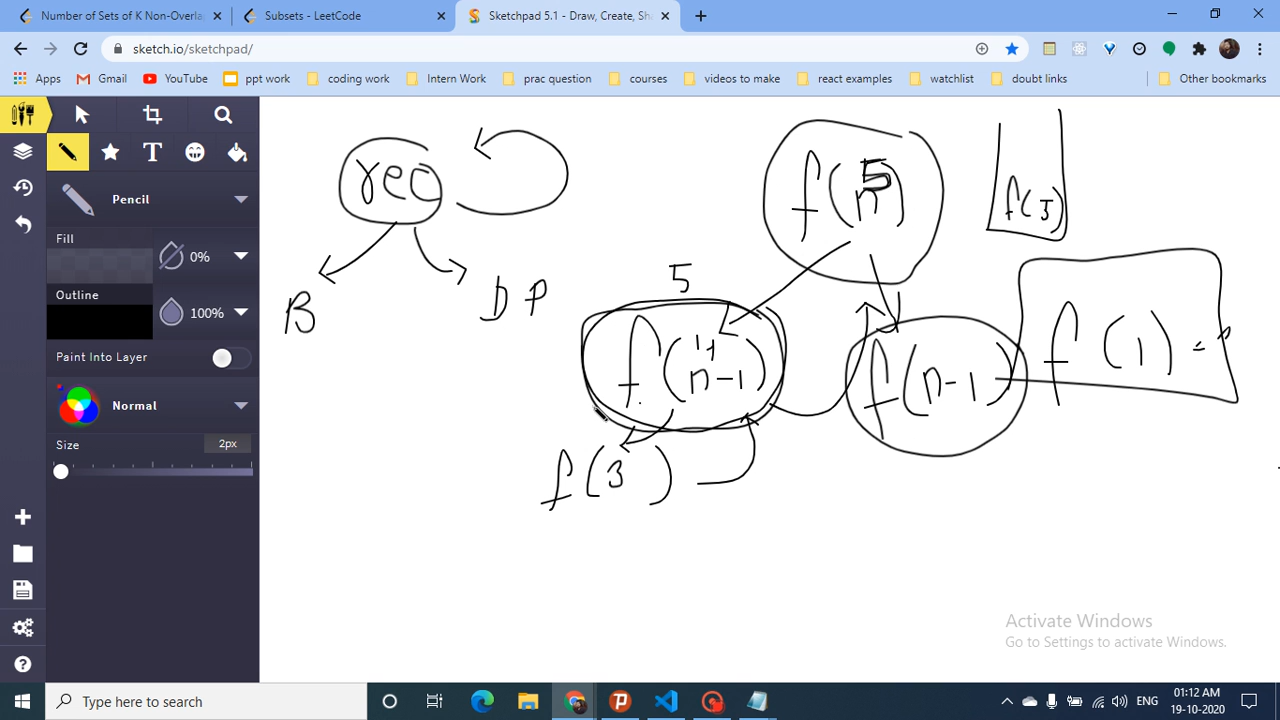 Number of Sets of K Non-Overla
Subsets - LeetCode
Sketchpad 5.1 - Draw, Create, Sha
sketch.io/sketchpad/
Apps
Gmail
YouTube
ppt work
coding work
Intern Work
prac question
courses
videos to make
react examples
watchlist
doubt links
Other bookmarks
Pencil
Fill
0%
Outline
100%
Paint Into Layer
Normal
Size
2px
rec
B
DP
f(n)
5
f(5)
5
f(n-1)
4
f(n-1)
f(1) =
f(3)
Activate Windows
Go to Settings to activate Windows.
Type here to search
ENG
01:12 AM
19-10-2020